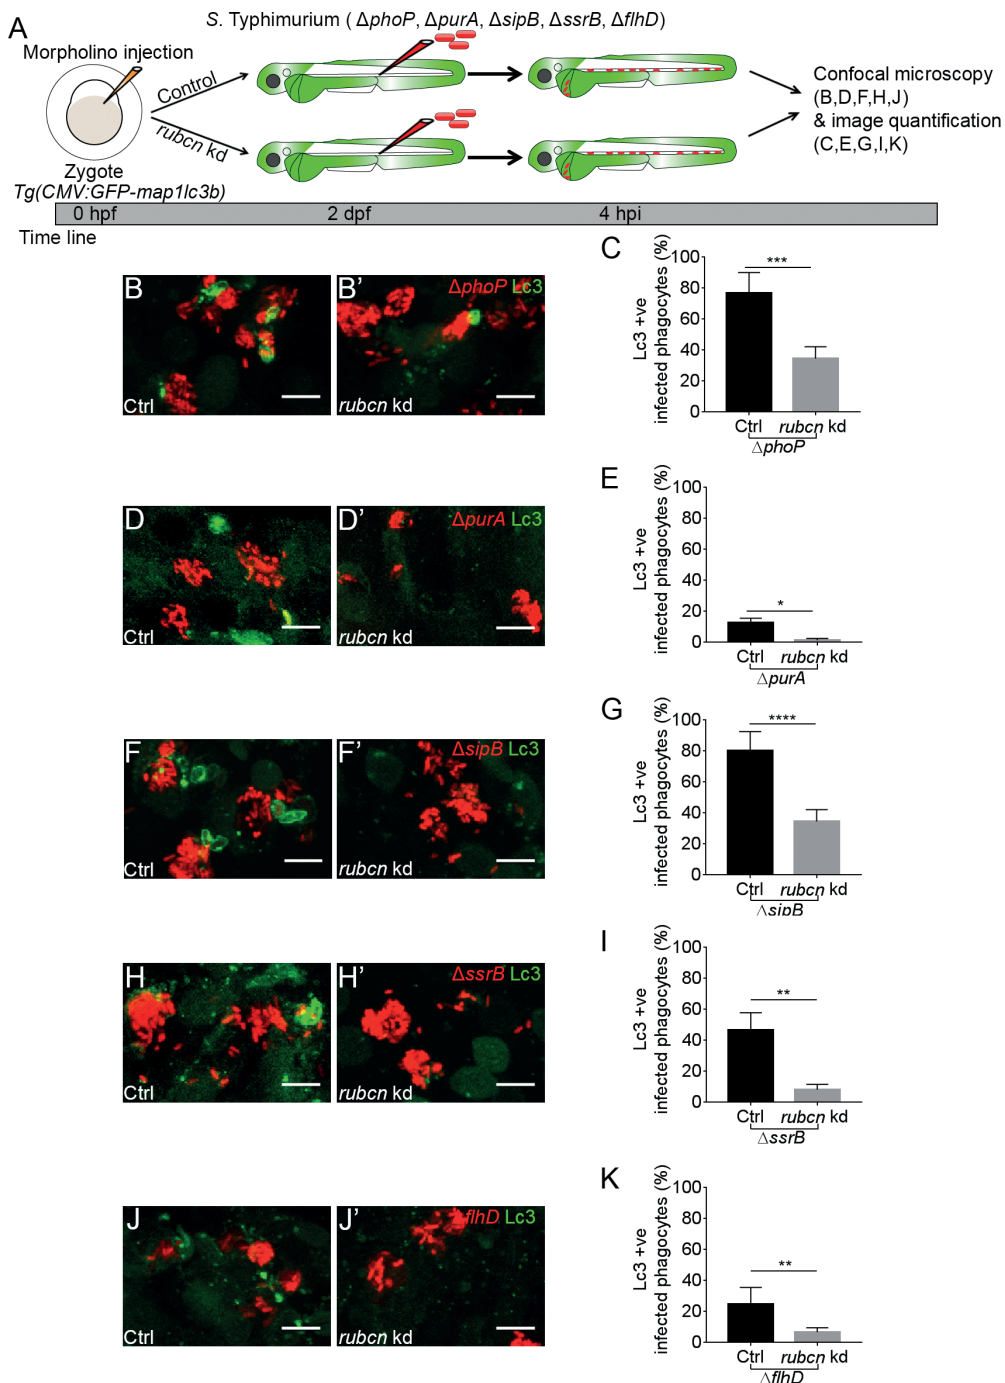 A
S. Typhimurium ( ΔphoP, ΔpurA, ΔsipB, ΔssrB, ΔflhD)
Morpholino injection
Control
rubcn kd
Zygote
Tg(CMV:GFP-map1lc3b)
Confocal microscopy
(B,D,F,H,J)
& image quantification
(C,E,G,I,K)
0 hpf 2 dpf 4 hpi
Time line
B
Ctrl
B’
ΔphoP Lc3
rubcn kd
C
Lc3 +ve
infected phagocytes (%)
100
80
60
40
20
0
***
Ctrl rubcn kd
ΔphoP
D
Ctrl
D’
ΔpurA Lc3
rubcn kd
E
Lc3 +ve
infected phagocytes (%)
100
80
60
40
20
0
*
Ctrl rubcn kd
ΔpurA
F
Ctrl
F’
ΔsipB Lc3
rubcn kd
G
Lc3 +ve
infected phagocytes (%)
100
80
60
40
20
0
****
Ctrl rubcn kd
ΔsipB
H
Ctrl
H’
ΔssrB Lc3
rubcn kd
I
Lc3 +ve
infected phagocytes (%)
100
80
60
40
20
0
**
Ctrl rubcn kd
ΔssrB
J
Ctrl
J’
ΔflhD Lc3
rubcn kd
K
Lc3 +ve
infected phagocytes (%)
100
80
60
40
20
0
**
Ctrl rubcn kd
ΔflhD